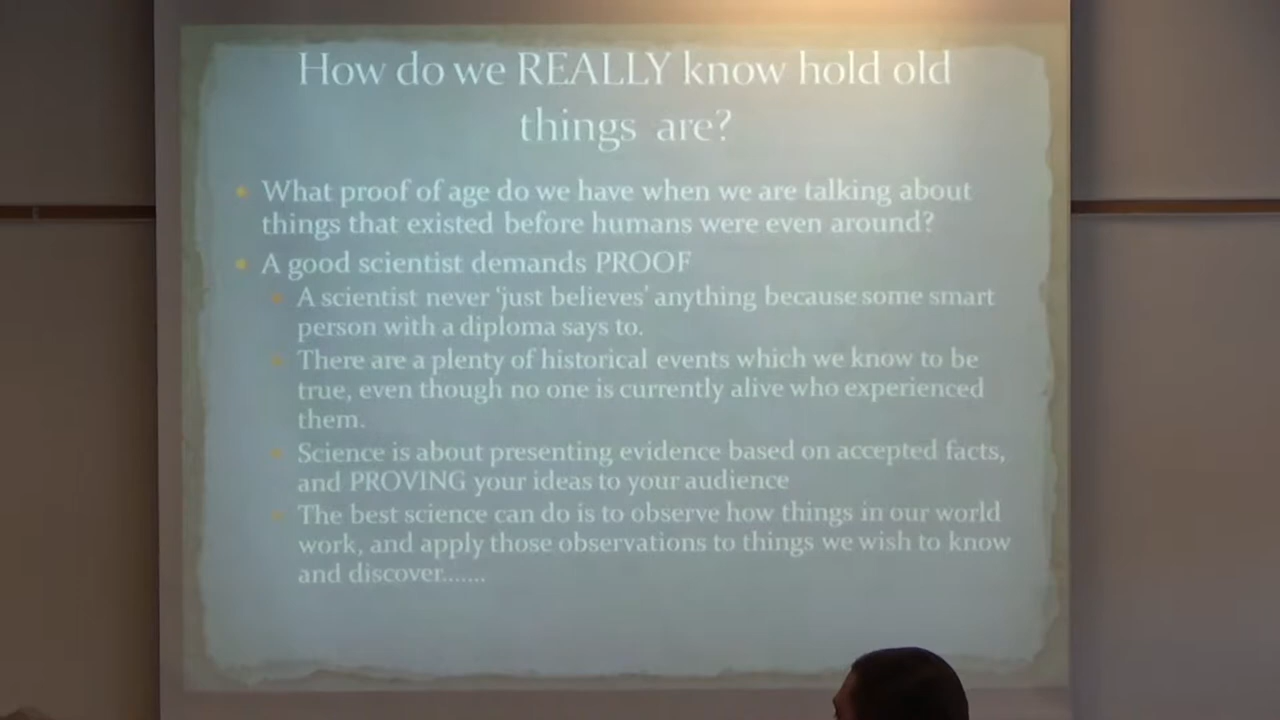 How do we REALLY know hold old
things are?
What proof of age do we have when we are talking about
things that existed before humans were even around?
A good scientist demands PROOF
A scientist never ‘just believes’ anything because some smart
person with a diploma says to.
There are a plenty of historical events which we know to be
true, even though no one is currently alive who experienced
them.
Science is about presenting evidence based on accepted facts,
and PROVING your ideas to your audience
The best science can do is to observe how things in our world
work, and apply those observations to things we wish to know
and discover.......